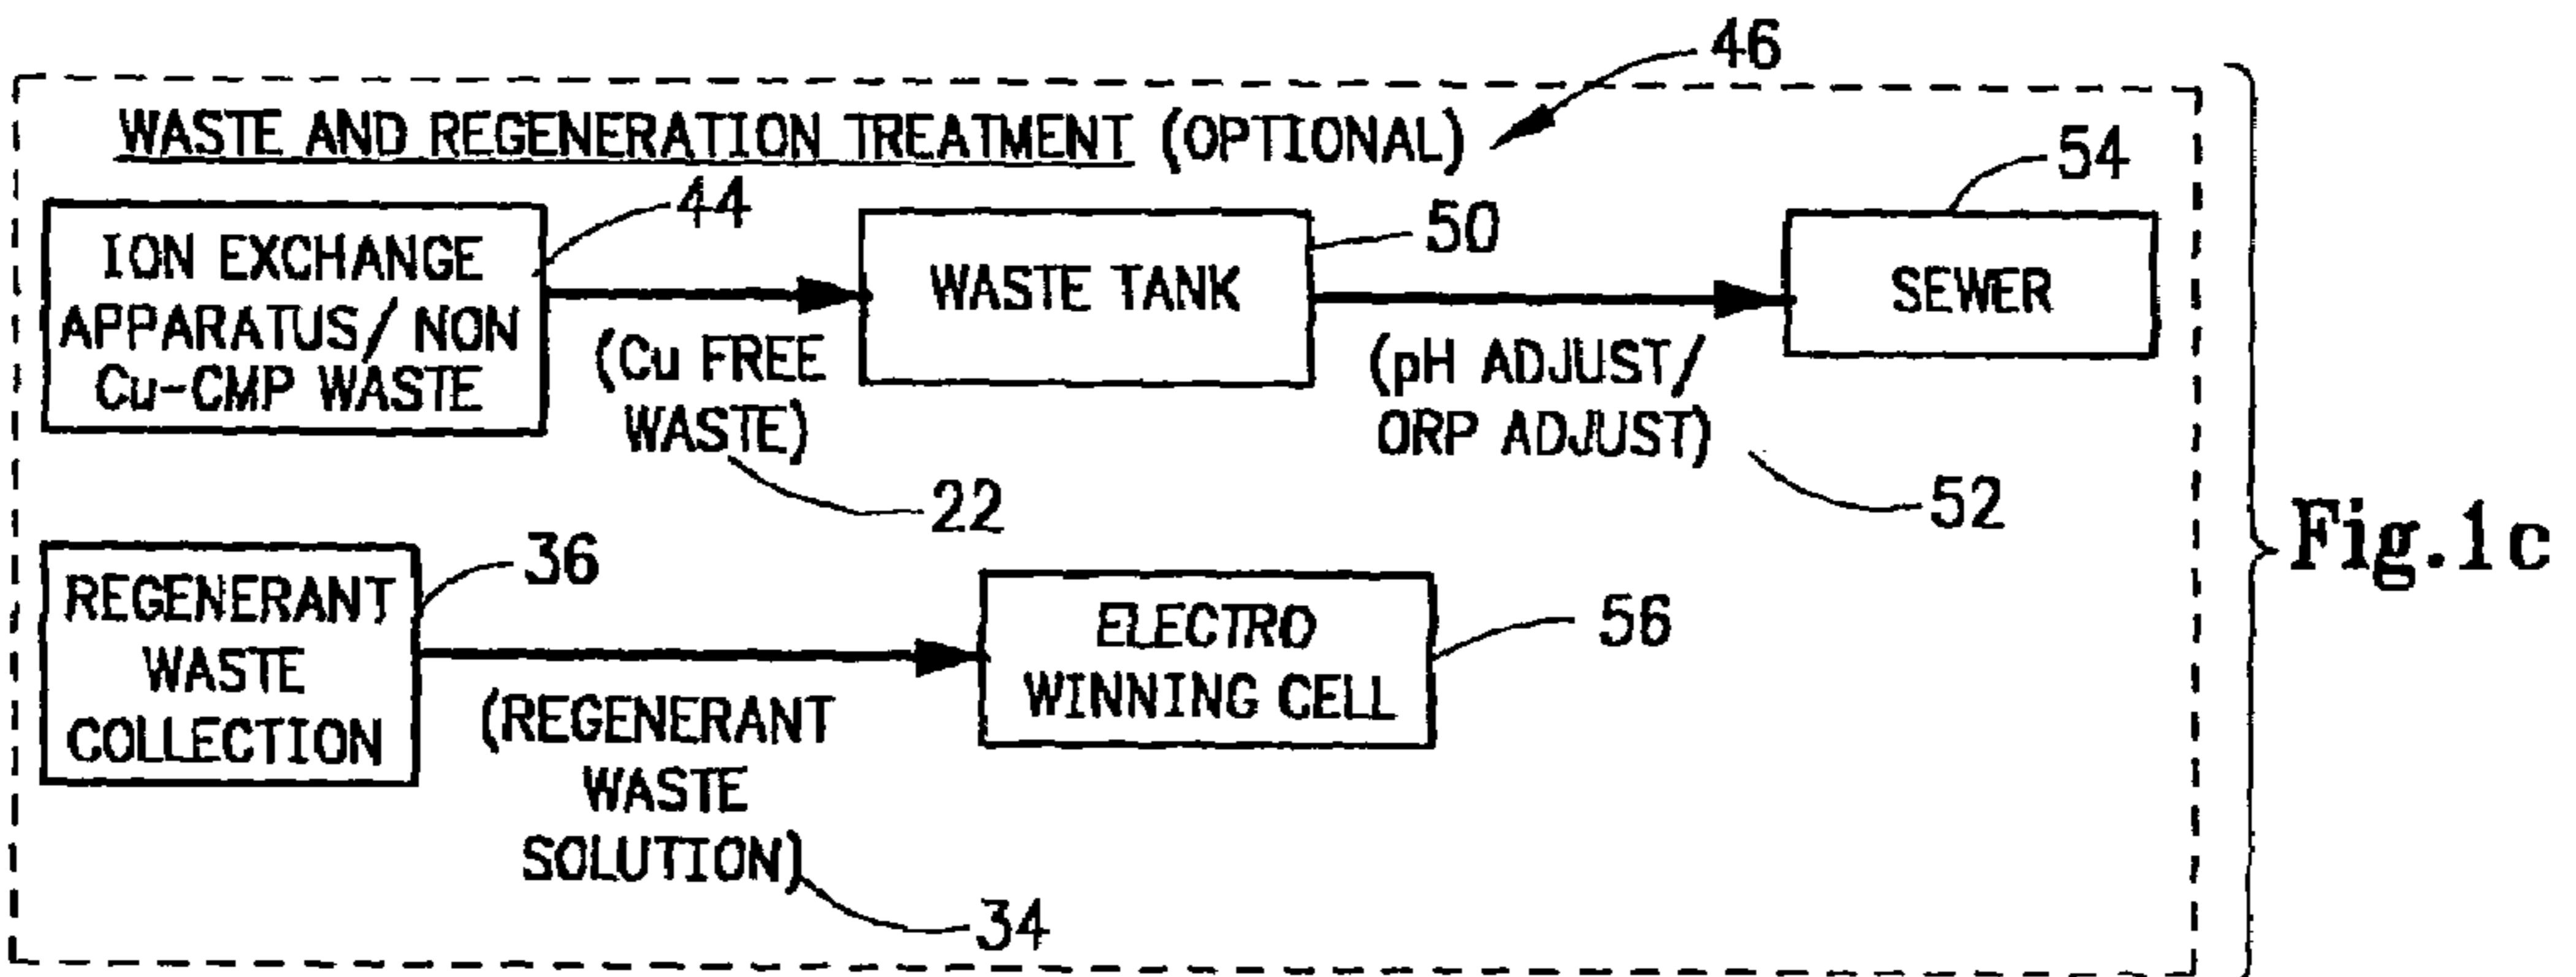 46
WASTE AND REGENERATION TREATMENT (OPTIONAL)
44
ION EXCHANGE
APPARATUS/NON
Cu-CMP WASTE
(Cu FREE
WASTE)
22
WASTE TANK
50
(pH ADJUST/
ORP ADJUST)
52
SEWER
54
REGENERANT
WASTE
COLLECTION
36
(REGENERANT
WASTE
SOLUTION)
34
ELECTRO
WINNING CELL
56
Fig.1c